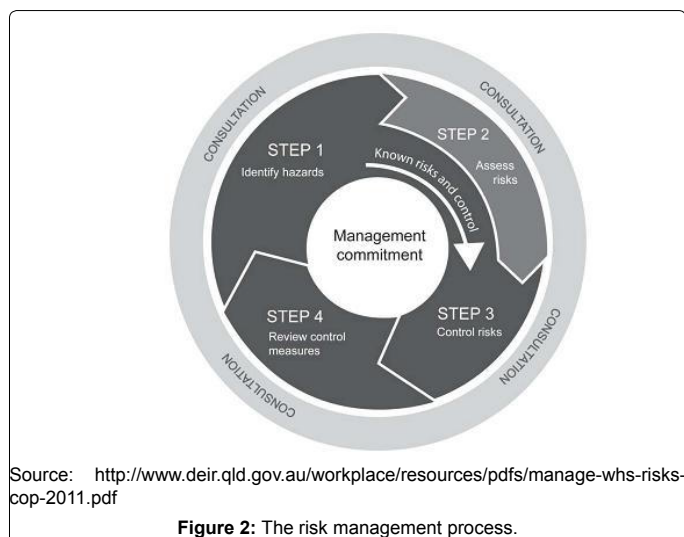 CONSULTATION
CONSULTATION
STEP 1
Identify hazards
STEP 2
Assess
risks
Known risks and control
Management
commitment
STEP 3
Control risks
STEP 4
Review control
measures
CONSULTATION
CONSULTATION
Source: http://www.deir.qld.gov.au/workplace/resources/pdfs/manage-whs-risks-
cop-2011.pdf
Figure 2: The risk management process.